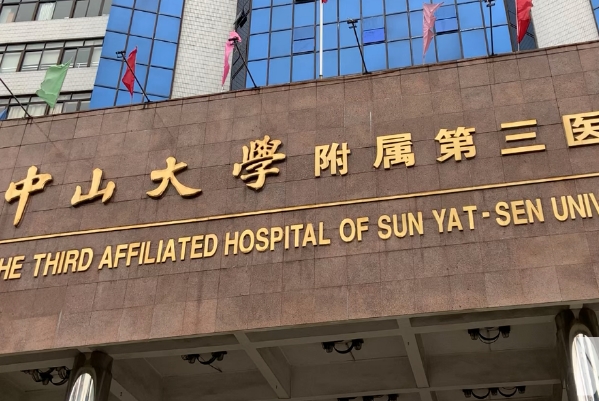 中山大學 附属第三医
HE THIRD AFFILIATED HOSPITAL OF SUN YAT-SEN UNIV